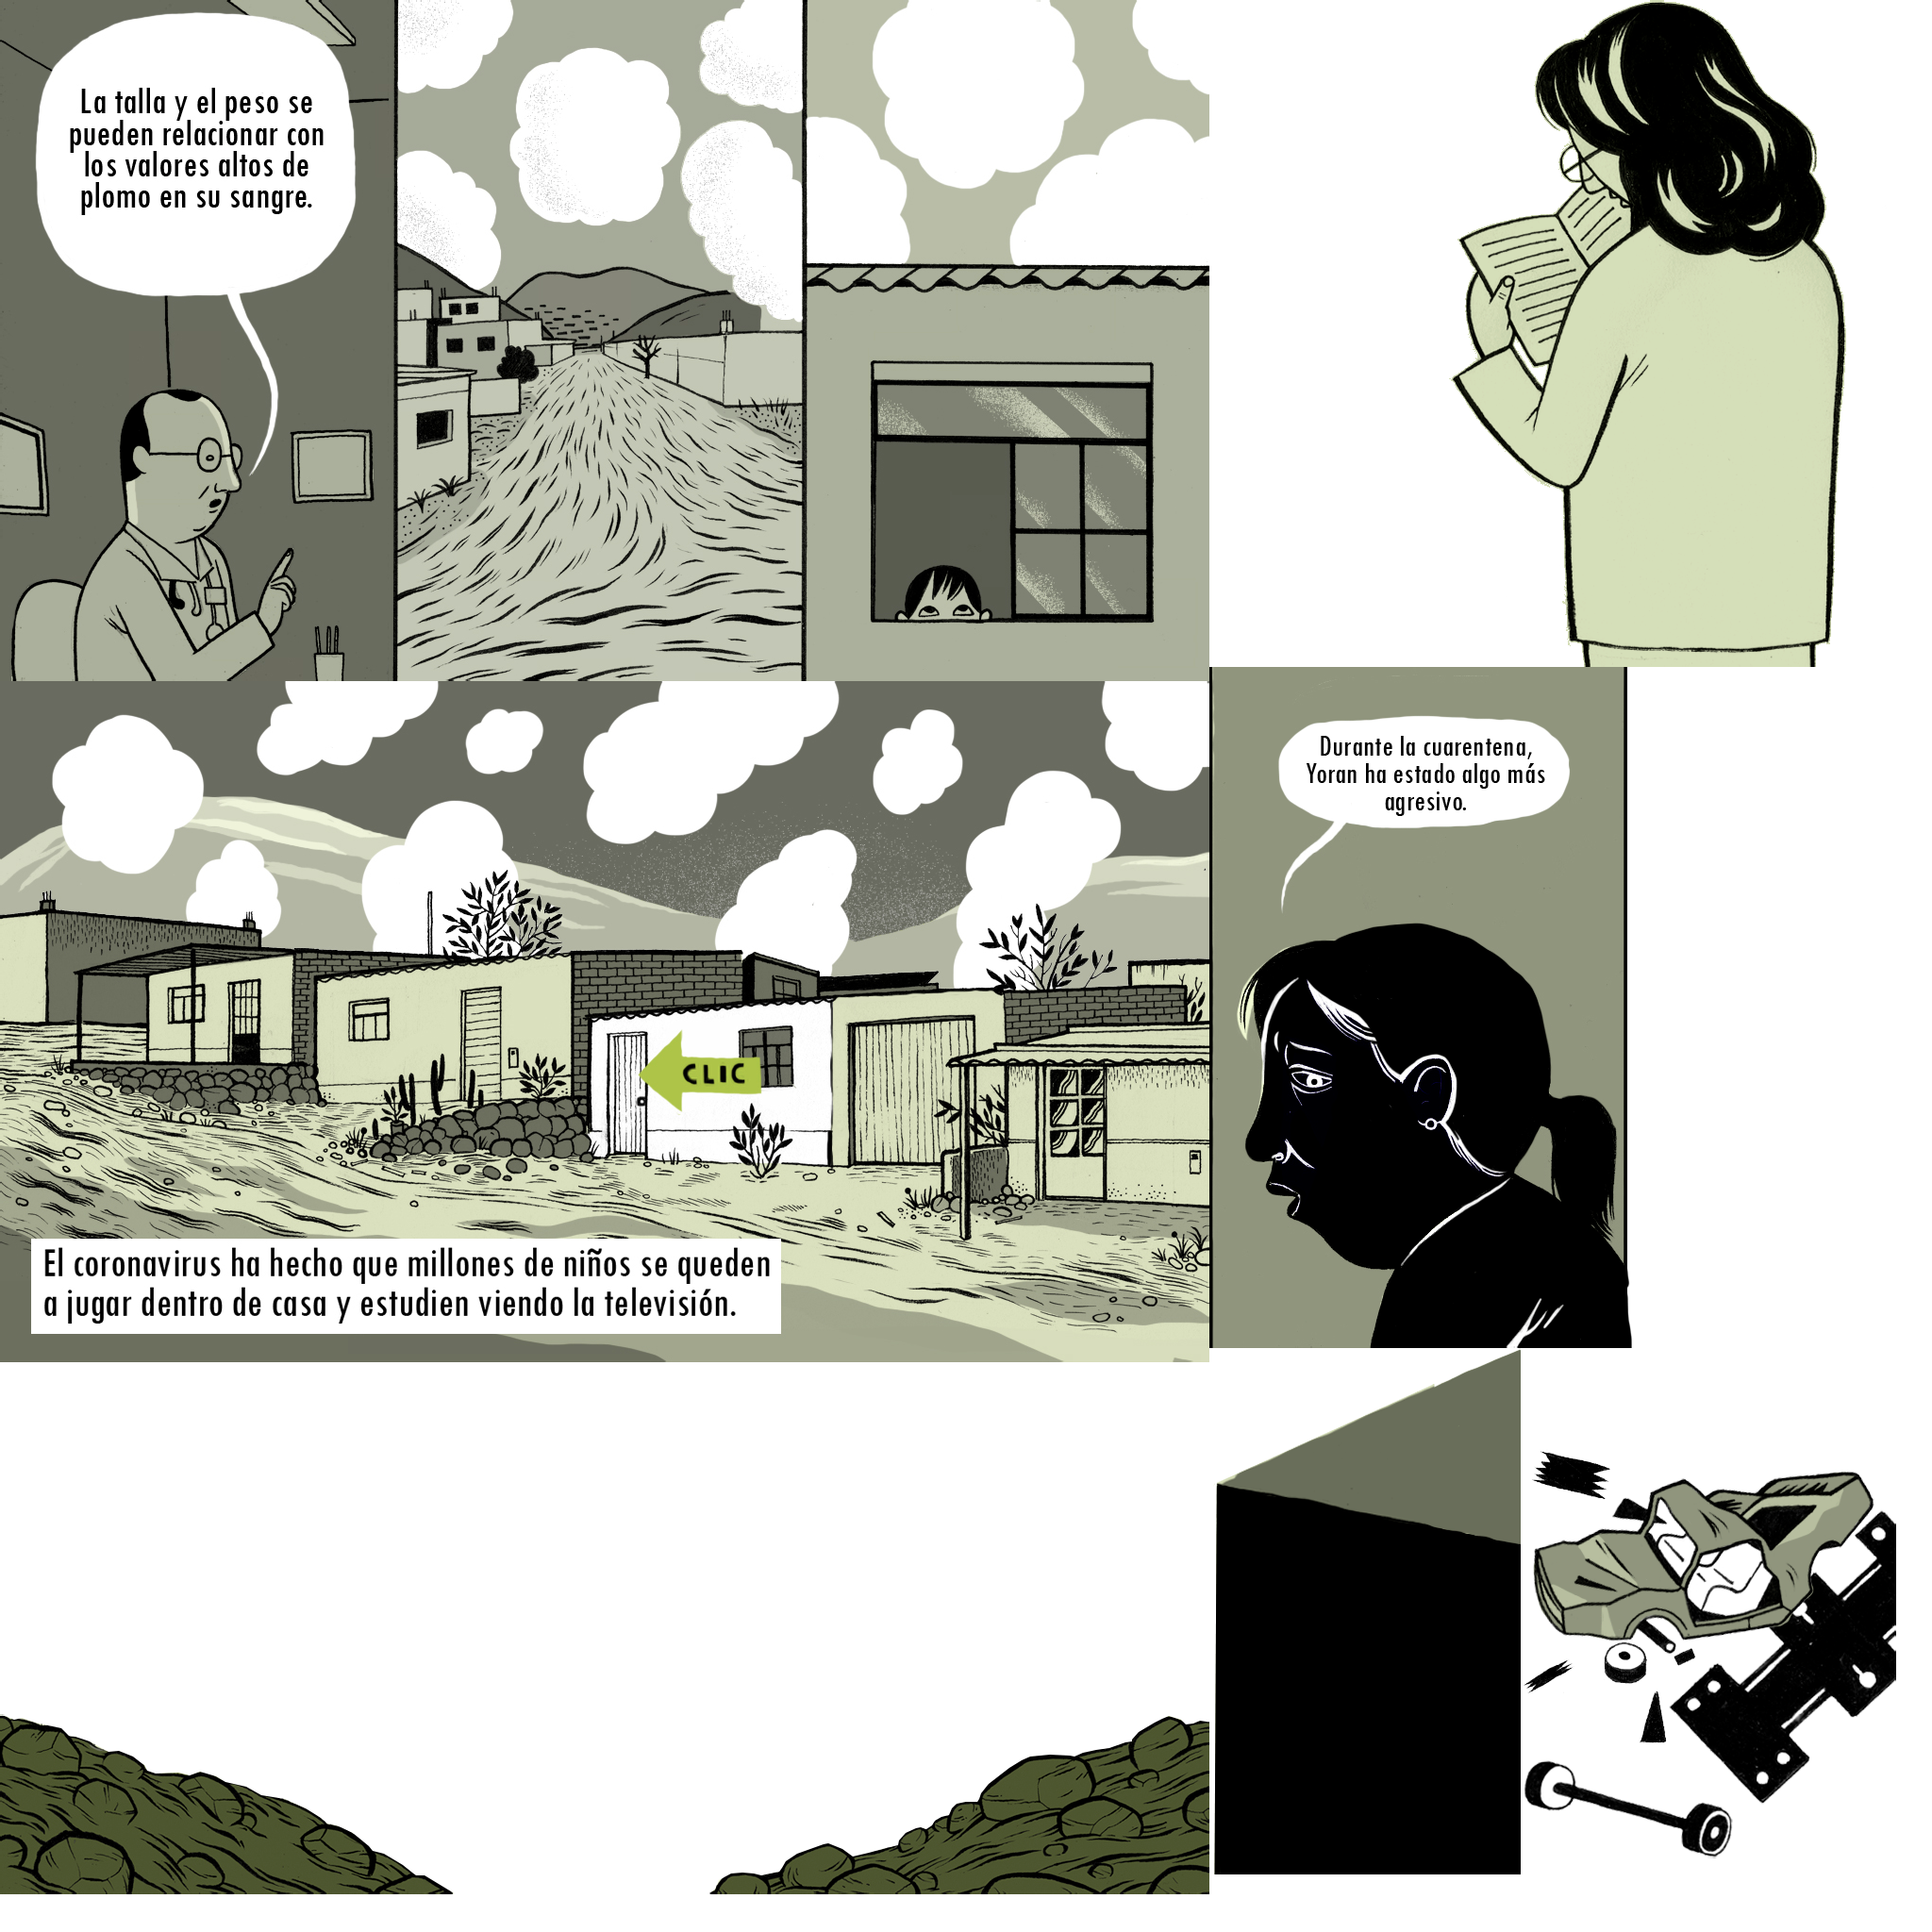 La talla y el peso se
pueden relacionar con
los valores altos de
plomo en su sangre.
Durante la cuarentena,
Yoran ha estado algo más
agresivo.
CLIC
El coronavirus ha hecho que millones de niños se queden
a jugar dentro de casa y estudien viendo la televisión.